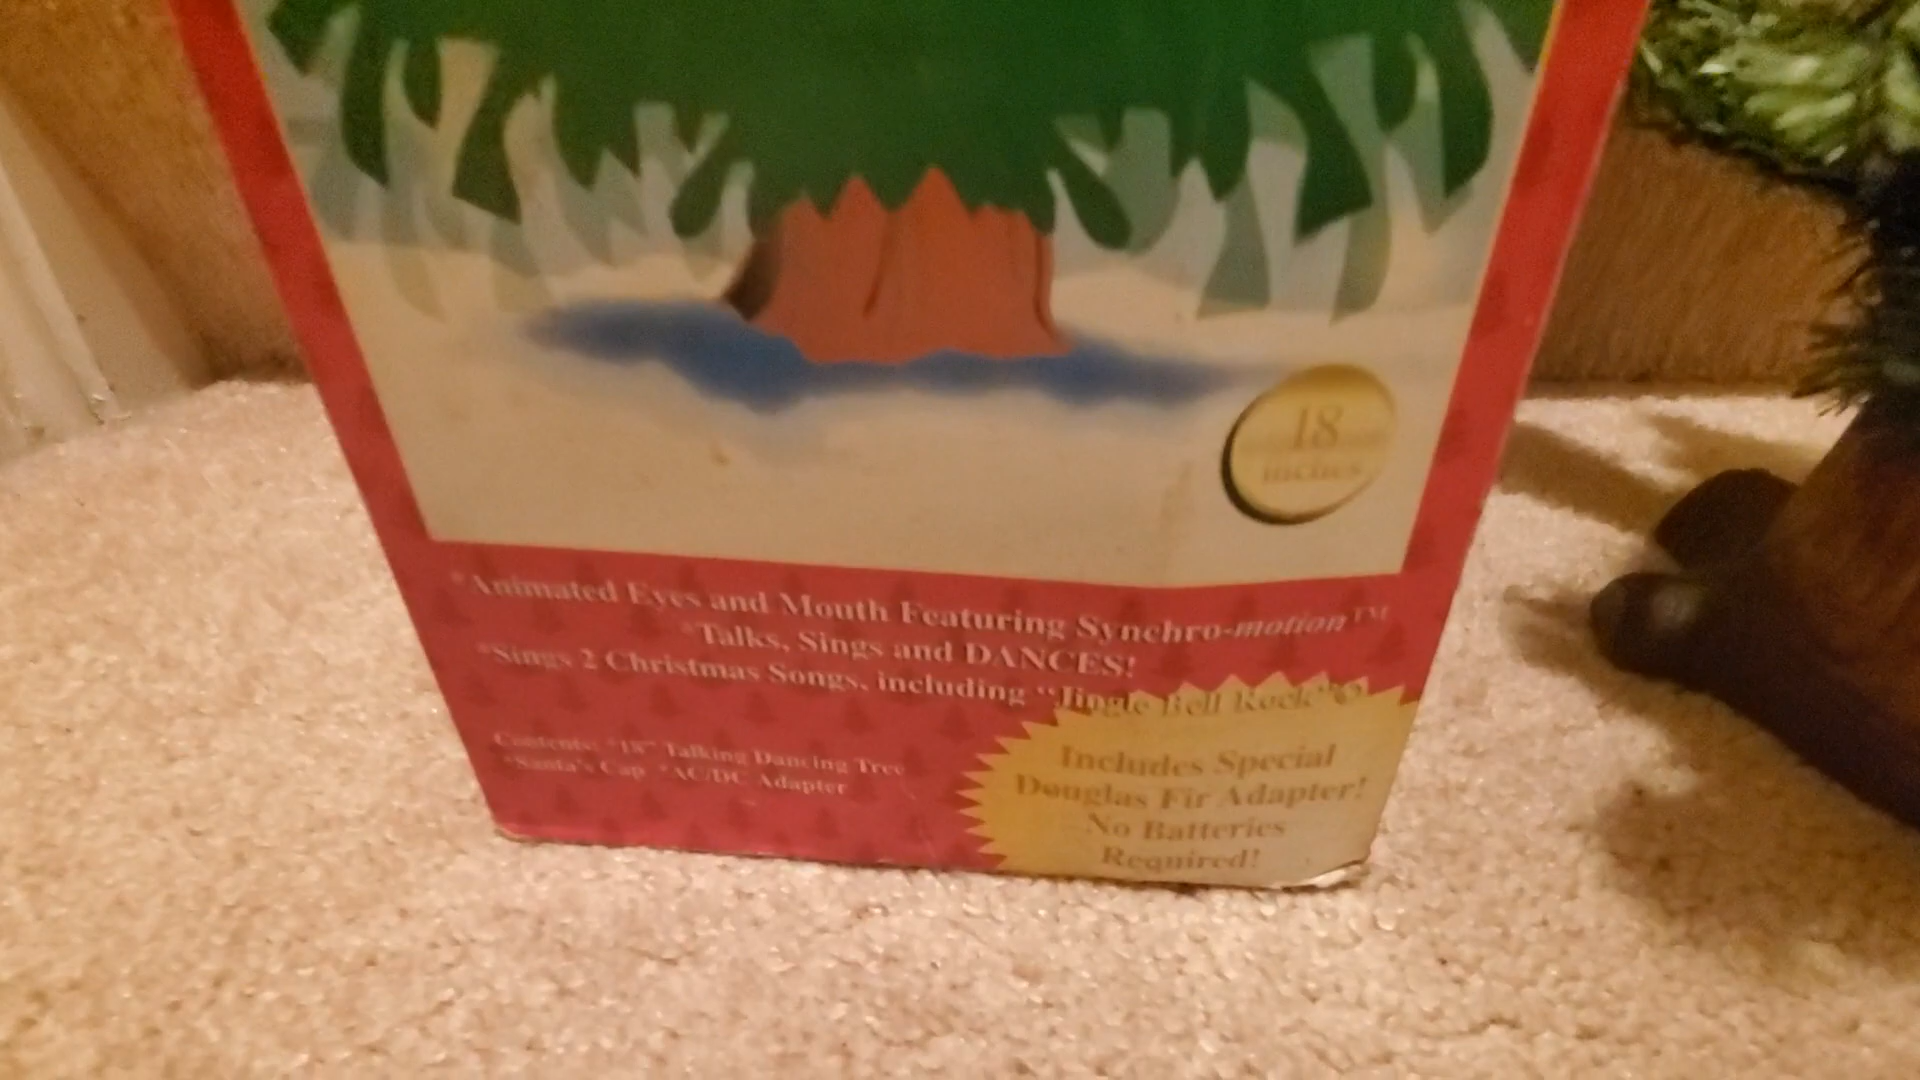 18
inches
*Animated Eyes and Mouth Featuring Synchro-motion™
*Talks, Sings and DANCES!
*Sings 2 Christmas Songs, including "Jingle Bell Rock"©
Contents: *18" Talking Dancing Tree
*Santa's Cap *AC/DC Adapter
Includes Special
Douglas Fir Adapter!
No Batteries
Required!